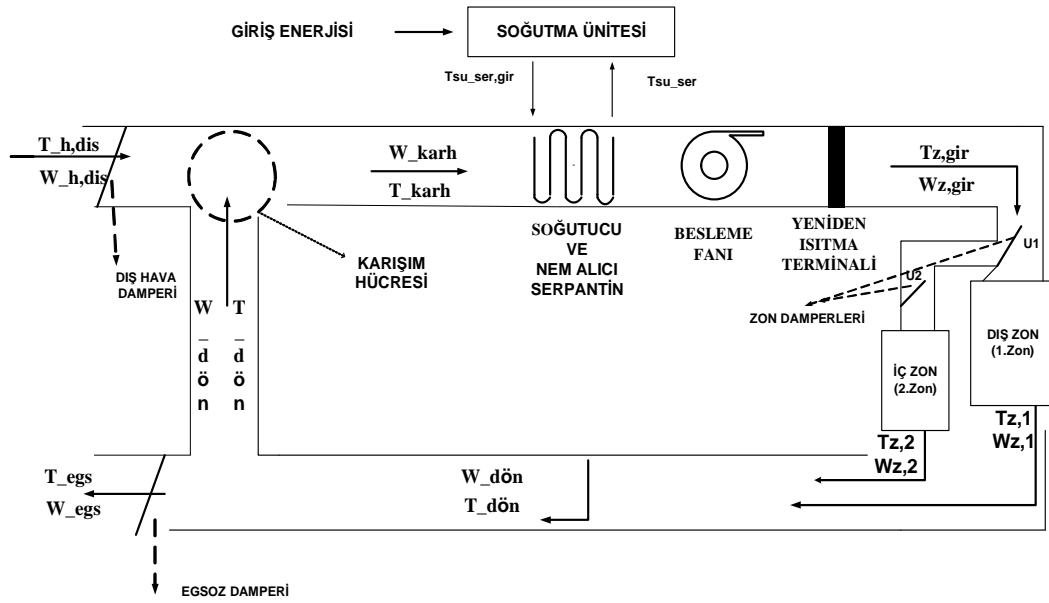 GİRİŞ ENERJİSİ
SOĞUTMA ÜNİTESİ
Tsu_ser,gir
Tsu_ser
T_h,dis
W_h,dis
W_karh
T_karh
Tz,gir
Wz,gir
DIŞ HAVA
DAMPERİ
KARIŞIM
HÜCRESİ
SOĞUTUCU
VE
NEM ALICI
SERPANTİN
BESLEME
FANI
YENİDEN
ISITMA
TERMİNALİ
U1
U2
ZON DAMPERLERİ
W_dön
T_dön
DIŞ ZON
(1.Zon)
İÇ ZON
(2.Zon)
Tz,1
Wz,1
Tz,2
Wz,2
T_egs
W_egs
W_dön
T_dön
EGSOZ DAMPERİ